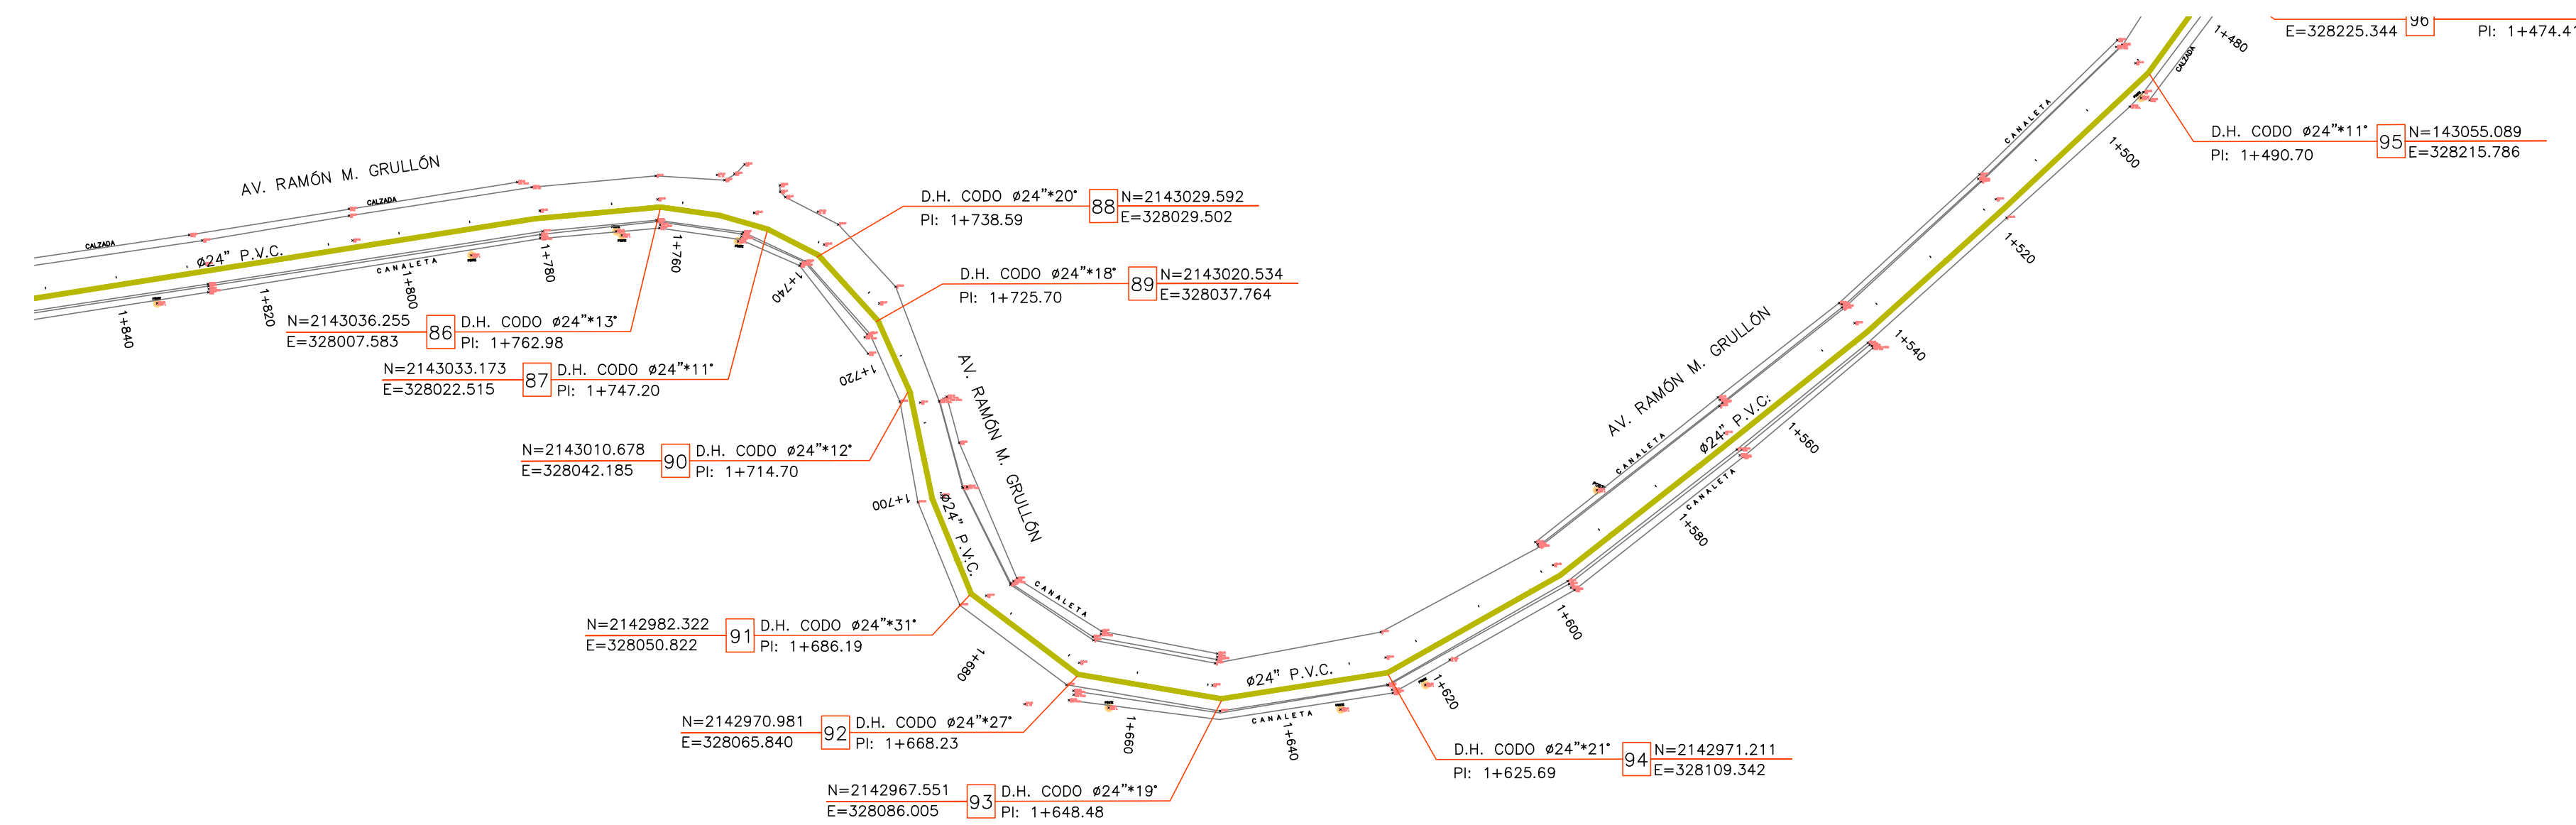 96
E=328225.344
PI: 1+474.41
1+480
CALZADA
CANALETA
D.H. CODO ø24"*11°
95
N=143055.089
PI: 1+490.70
E=328215.786
1+500
AV. RAMÓN M. GRULLÓN
CALZADA
CALZADA
D.H. CODO ø24"*20°
88
N=2143029.592
PI: 1+738.59
E=328029.502
1+520
ø24" P.V.C.
CANALETA
1+840
1+820
1+800
1+780
1+760
1+740
D.H. CODO ø24"*18°
89
N=2143020.534
PI: 1+725.70
E=328037.764
N=2143036.255
86
D.H. CODO ø24"*13°
E=328007.583
PI: 1+762.98
1+540
AV. RAMÓN M. GRULLÓN
N=2143033.173
87
D.H. CODO ø24"*11°
E=328022.515
PI: 1+747.20
1+720
AV. RAMÓN M. GRULLÓN
ø24" P.V.C.
1+560
CANALETA
N=2143010.678
90
D.H. CODO ø24"*12°
E=328042.185
PI: 1+714.70
CANALETA
1+700
ø24" P.V.C.
1+580
CANALETA
1+600
N=2142982.322
91
D.H. CODO ø24"*31°
E=328050.822
PI: 1+686.19
1+680
ø24" P.V.C.
1+620
N=2142970.981
92
D.H. CODO ø24"*27°
E=328065.840
PI: 1+668.23
1+660
CANALETA
1+640
D.H. CODO ø24"*21°
94
N=2142971.211
PI: 1+625.69
E=328109.342
N=2142967.551
93
D.H. CODO ø24"*19°
E=328086.005
PI: 1+648.48